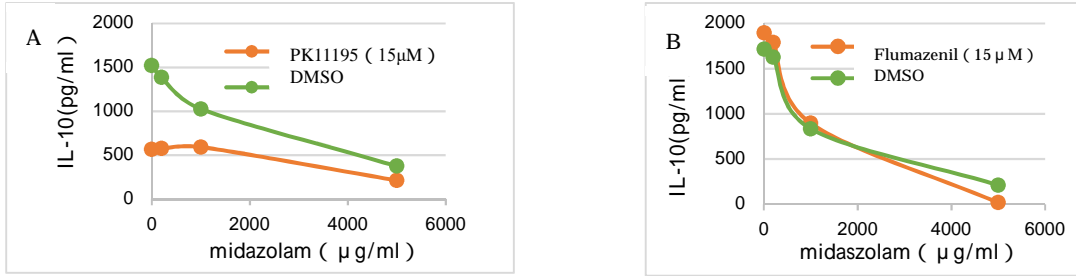 A
IL-10(pg/ml)
2000
1500
1000
500
0
PK11195 ( 15μM )
DMSO
0 2000 4000 6000
midazolam ( μg/ml )
B
IL-10(pg/ml
2000
1500
1000
500
0
Flumazenil ( 15 μ M )
DMSO
0 2000 4000 6000
midaszolam ( μg/ml )